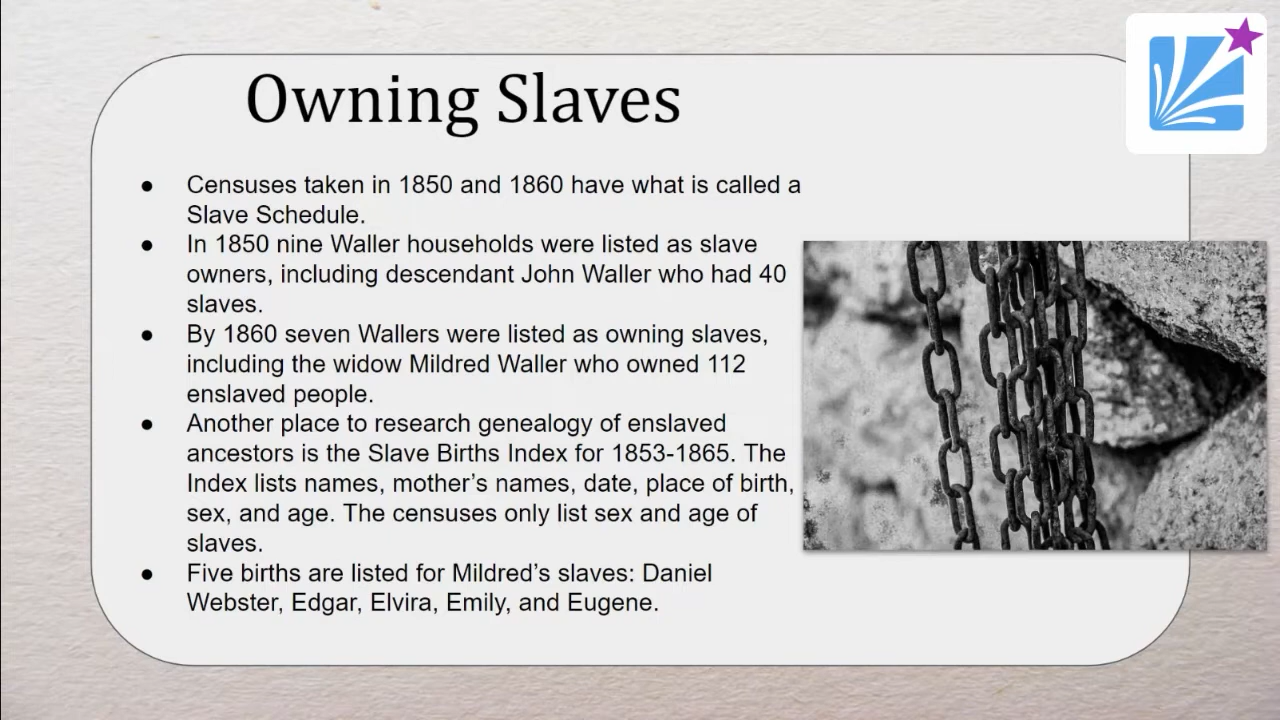 Owning Slaves
● Censuses taken in 1850 and 1860 have what is called a
Slave Schedule.
● In 1850 nine Waller households were listed as slave
owners, including descendant John Waller who had 40
slaves.
● By 1860 seven Wallers were listed as owning slaves,
including the widow Mildred Waller who owned 112
enslaved people.
● Another place to research genealogy of enslaved
ancestors is the Slave Births Index for 1853-1865. The
Index lists names, mother’s names, date, place of birth,
sex, and age. The censuses only list sex and age of
slaves.
● Five births are listed for Mildred’s slaves: Daniel
Webster, Edgar, Elvira, Emily, and Eugene.